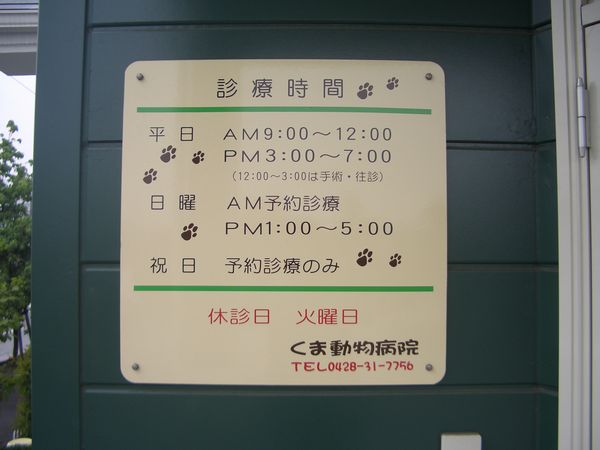 診療時間
平日 AM9:00〜12:00
PM3:00〜7:00
(12:00〜3:00は手術・往診)
日曜 AM予約診療
PM1:00〜5:00
祝日 予約診療のみ
休診日 火曜日
くま動物病院
TEL0428-31-7756